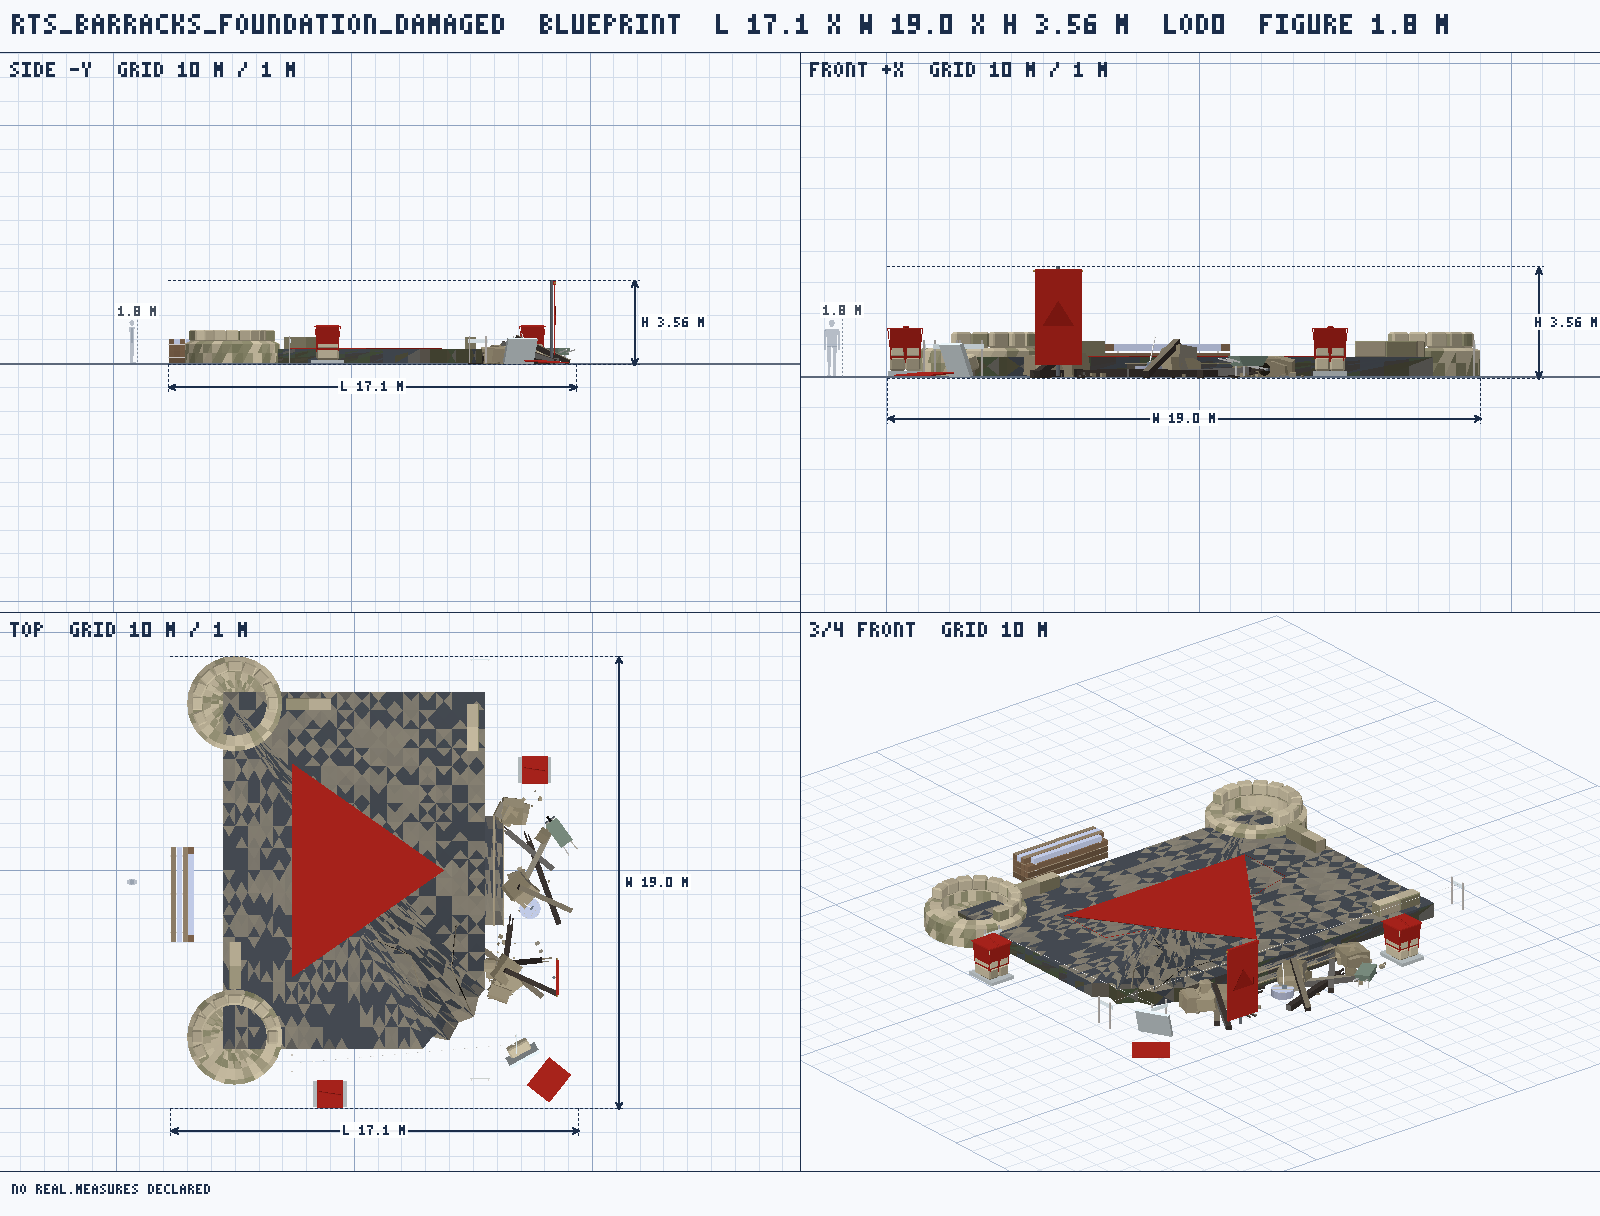 RTS_BARRACKS_FOUNDATION_DAMAGED BLUEPRINT L 17.1 X W 19.0 X H 3.56 M LOD0 FIGURE 1.8 M
SIDE -Y GRID 10 M / 1 M
1.8 M
H 3.56 M
L 17.1 M
FRONT +X GRID 10 M / 1 M
1.8 M
H 3.56 M
W 19.0 M
TOP GRID 10 M / 1 M
W 19.0 M
L 17.1 M
3/4 FRONT GRID 10 M
NO REAL.MEASURES DECLARED